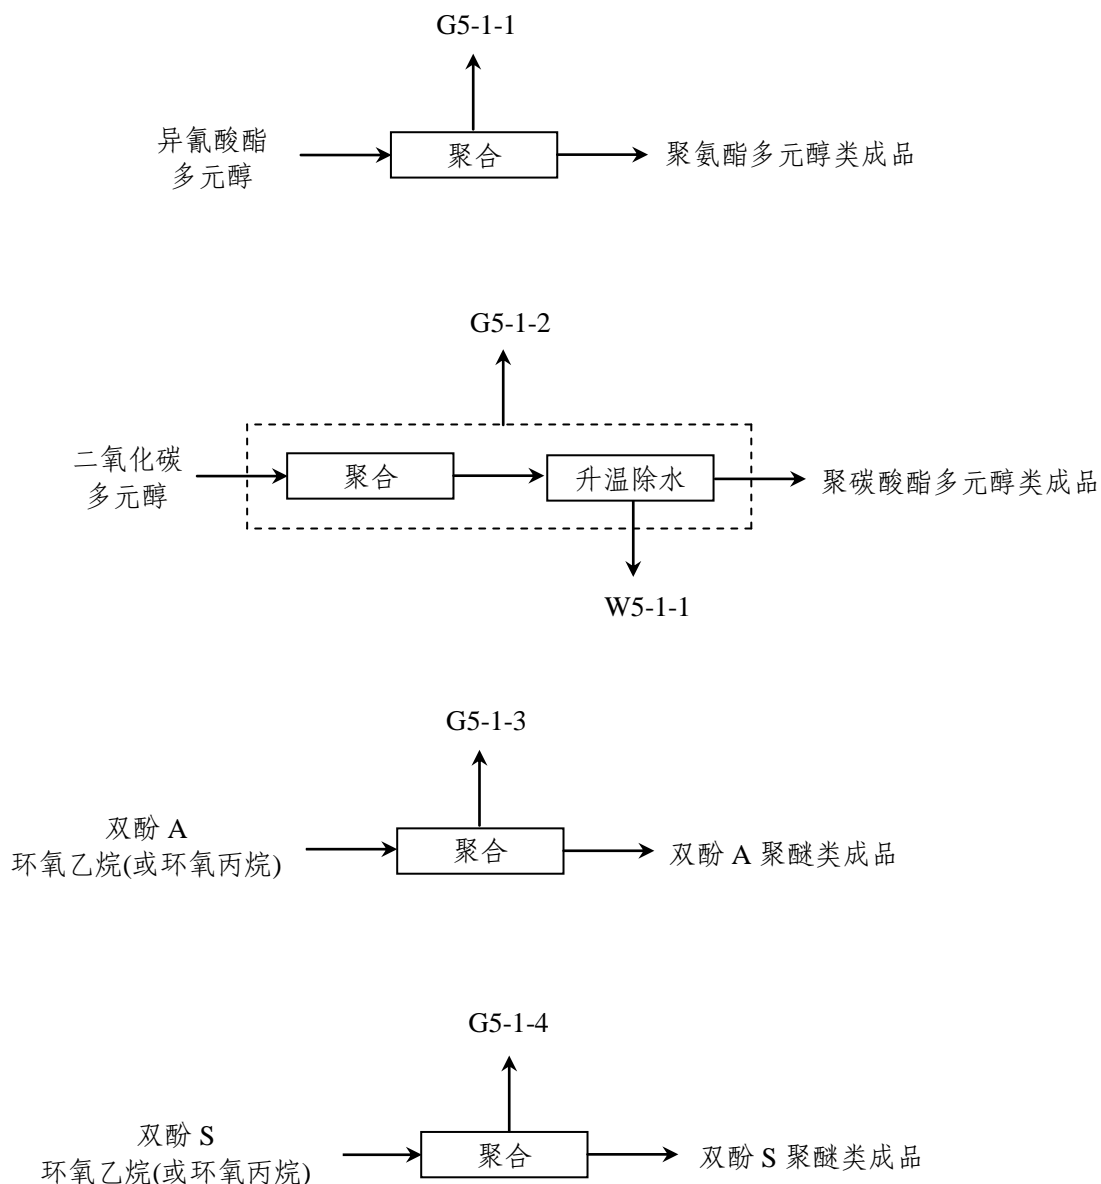 G5-1-1
异氰酸酯
多元醇
聚合
聚氨酯多元醇类成品
G5-1-2
二氧化碳
多元醇
聚合
升温除水
聚碳酸酯多元醇类成品
W5-1-1
G5-1-3
双酚 A
环氧乙烷(或环氧丙烷)
聚合
双酚 A 聚醚类成品
G5-1-4
双酚 S
环氧乙烷(或环氧丙烷)
聚合
双酚 S 聚醚类成品